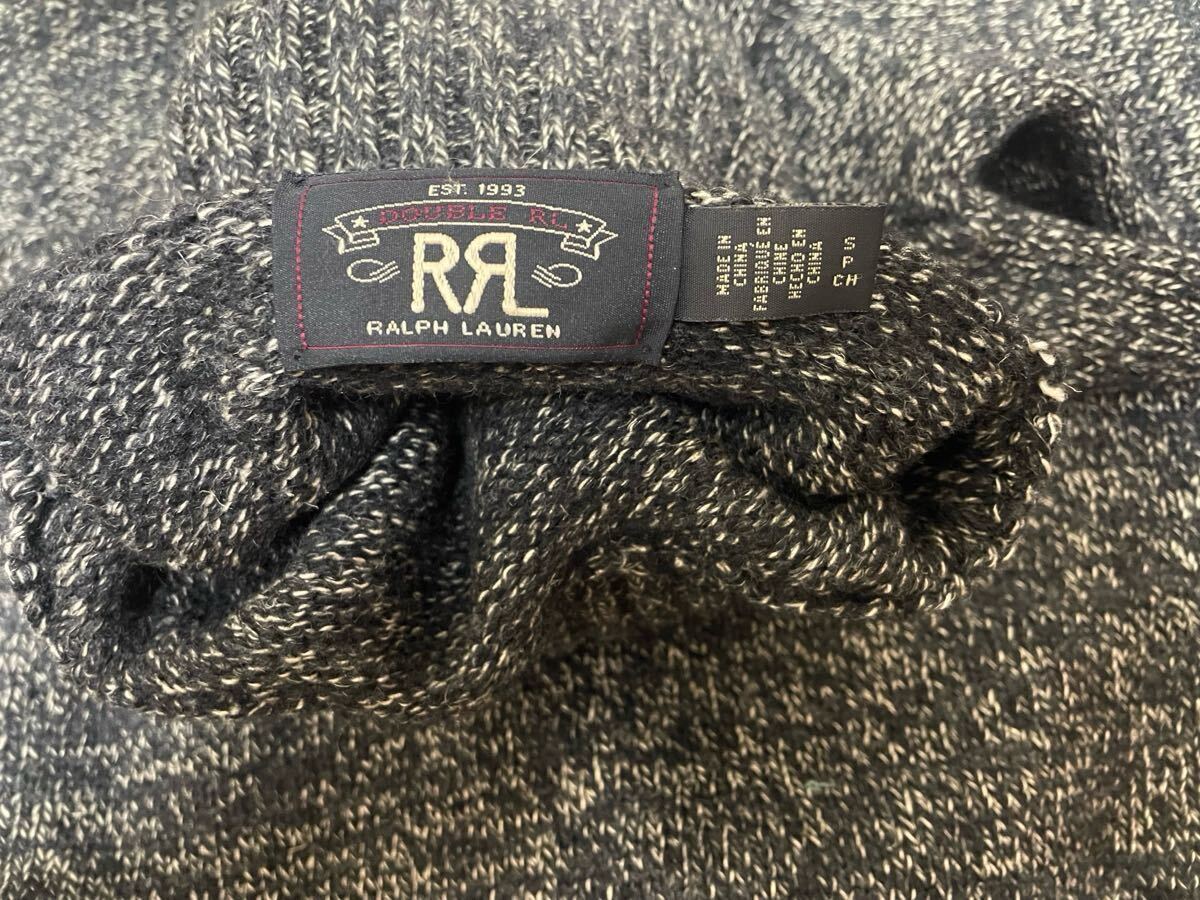 EST. 1993
DOUBLE RL
RRL
RALPH LAUREN
MADE IN
CHINA
FABRIQUÉ EN
CHINE
HECHO EN
CHINA
S
P
CH